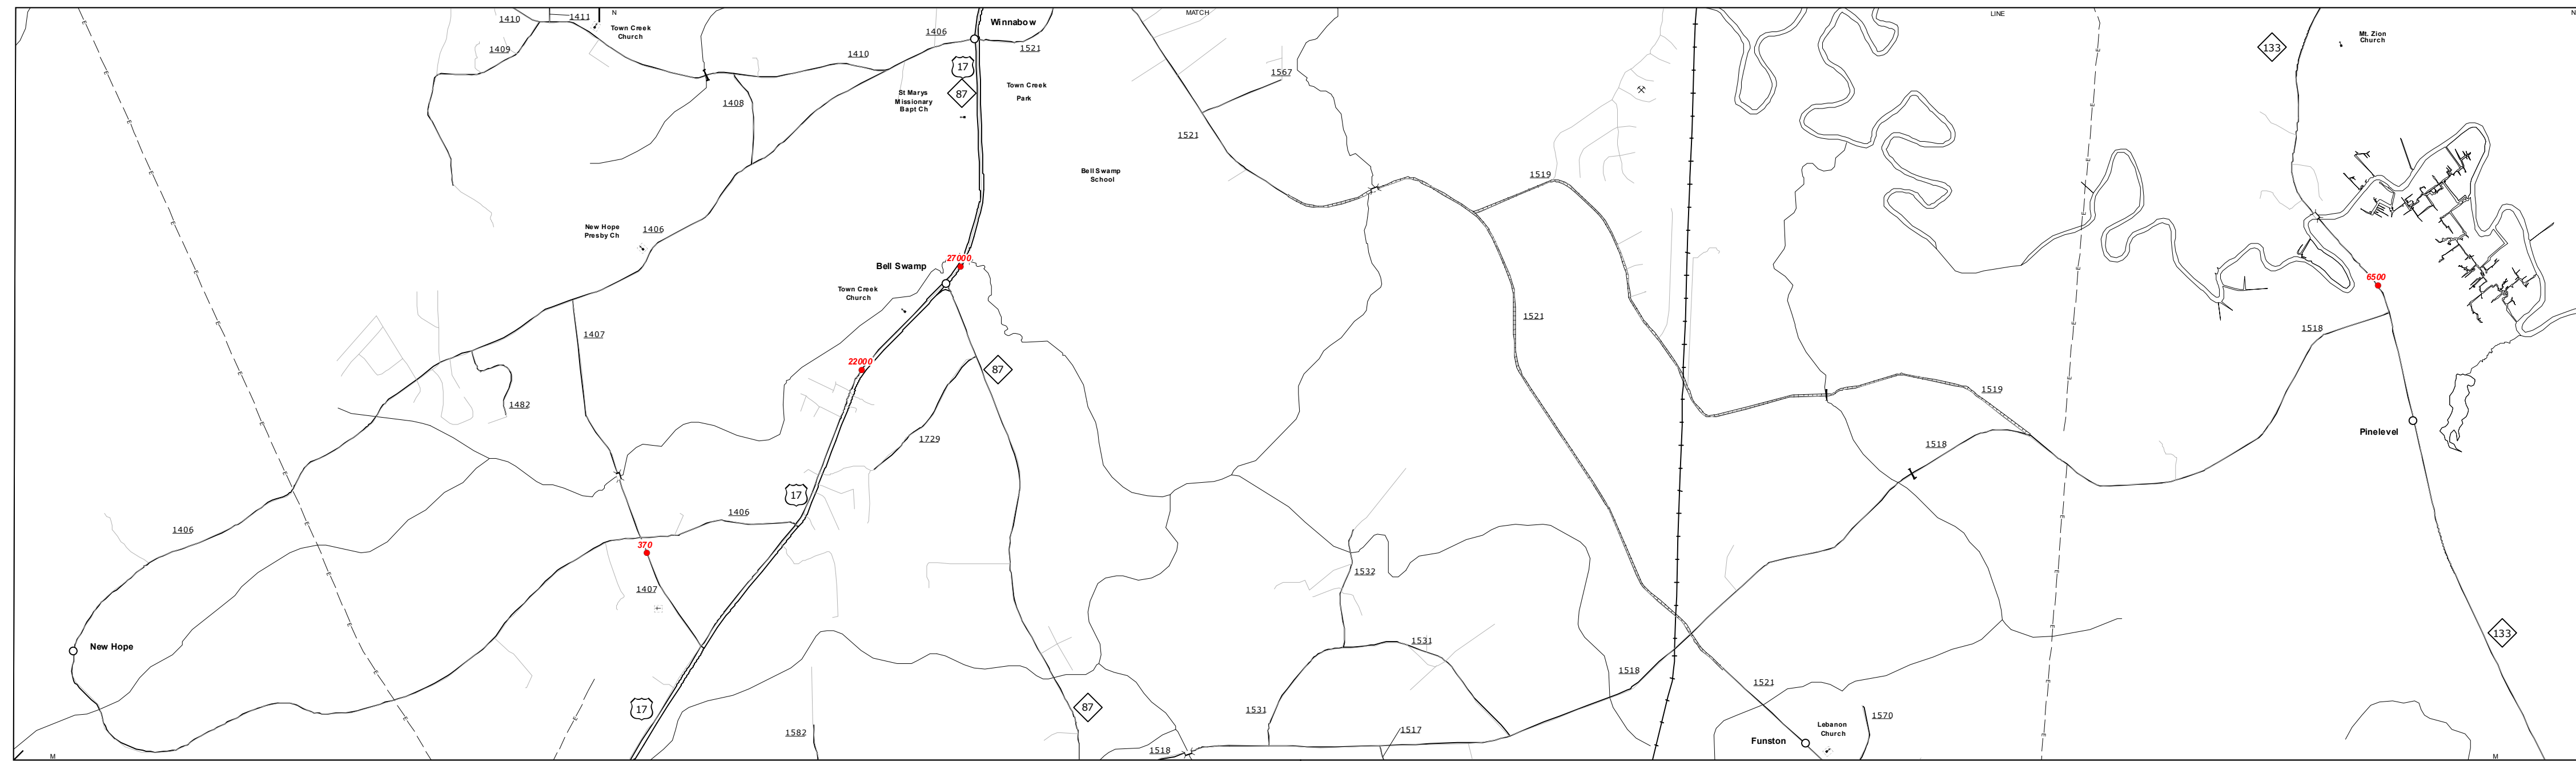 1410
1411
N
Town Creek
Church
1409
1410
1406
Winnabow
1521
17
87
Town Creek
Park
St Marys
Missionary
Bapt Ch
1408
MATCH
1567
1521
LINE
133
Mt. Zion
Church
N
Bell Swamp
School
1519
New Hope
Presby Ch
1406
Bell Swamp
27000
Town Creek
Church
6500
1407
1521
1518
22000
87
1482
1519
1729
1518
Pinelevel
17
1406
1406
370
1532
1407
New Hope
1531
133
1518
1521
17
87
1531
1582
1517
1518
Funston
Lebanon
Church
1570
M
M